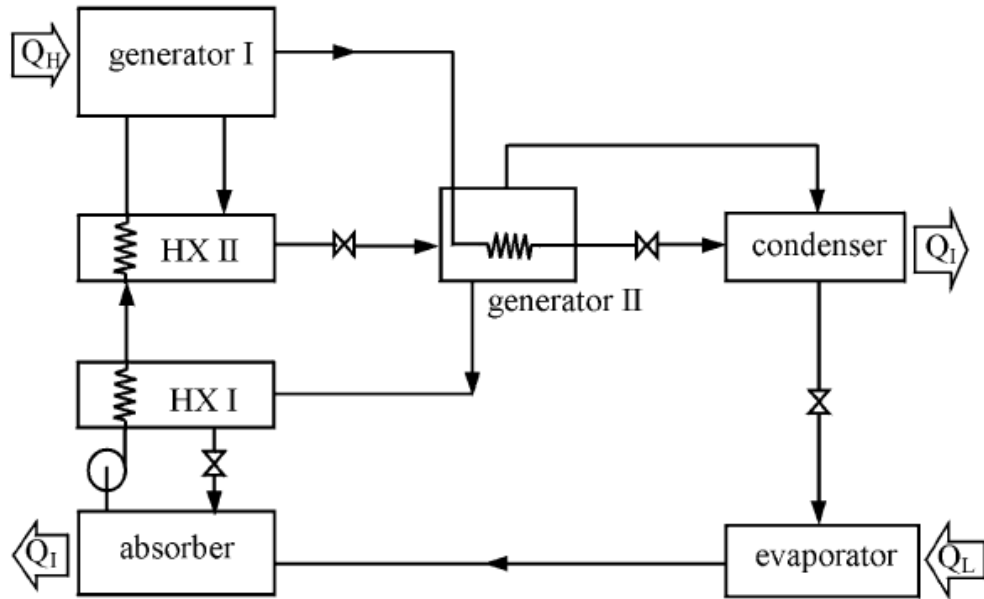 Q_H
generator I
HX II
condenser
Q_I
generator II
HX I
absorber
Q_I
evaporator
Q_L